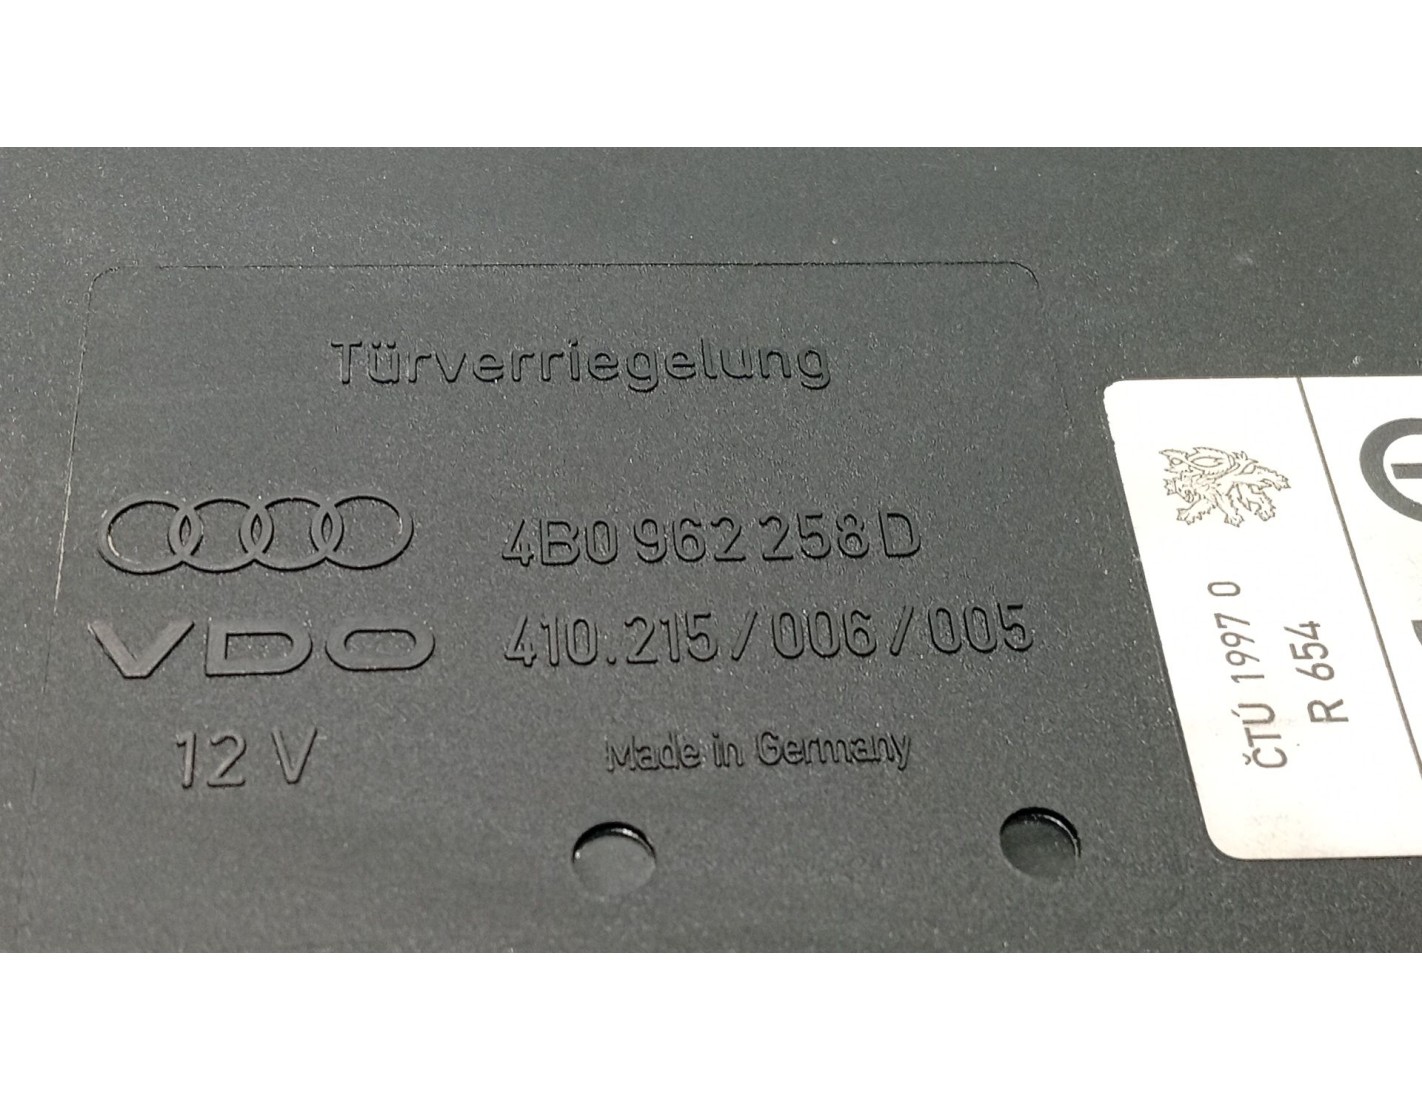 Türverriegelung
4B0 962 258 D
VDO 410.215/006/005
12 V
Made in Germany
ČTÚ 1997 0
R 654